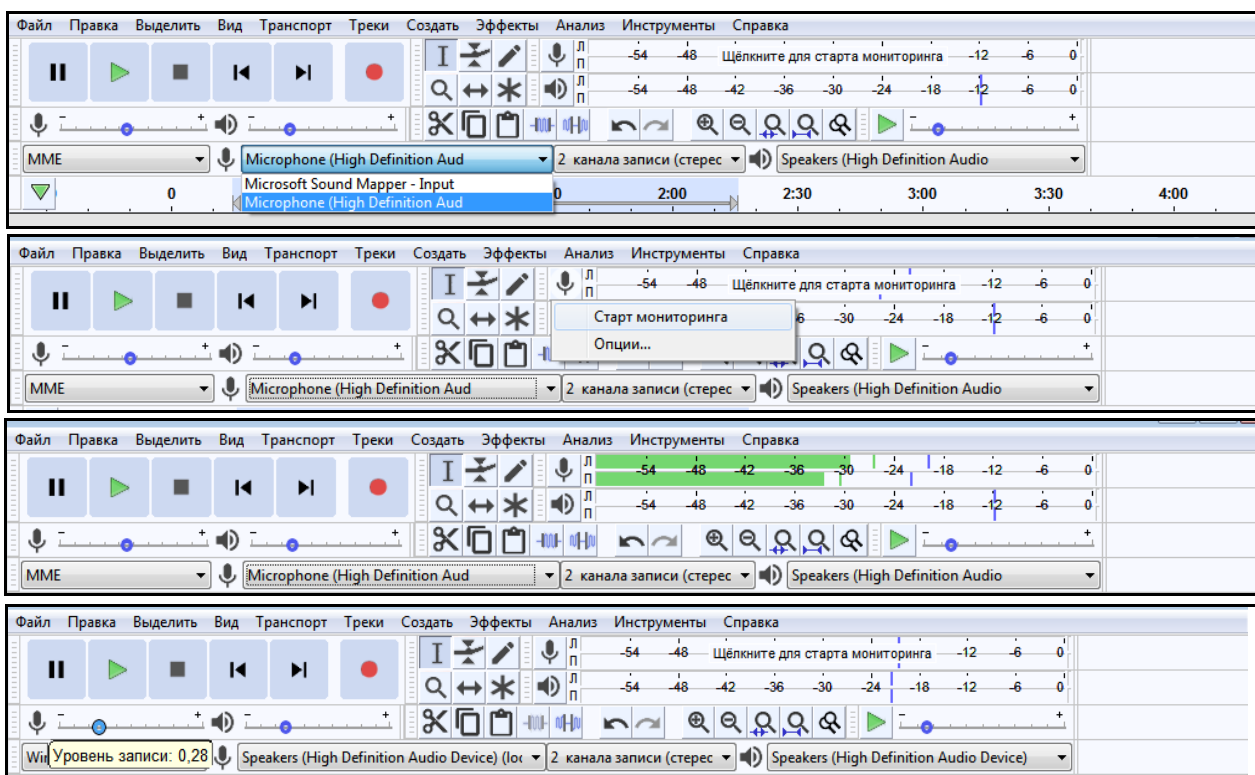 Файл Правка Выделить Вид Транспорт Треки Создать Эффекты Анализ Инструменты Справка
Л
П
-54 -48 Щёлкните для старта мониторинга -12 -6 0
Л
П
-54 -48 -42 -36 -30 -24 -18 -12 -6 0
- + - + - +
MME Microphone (High Definition Aud 2 канала записи (стерес Speakers (High Definition Audio
Microsoft Sound Mapper - Input
Microphone (High Definition Aud
0 0 2:00 2:30 3:00 3:30 4:00
Файл Правка Выделить Вид Транспорт Треки Создать Эффекты Анализ Инструменты Справка
Л
П
-54 -48 Щёлкните для старта мониторинга -12 -6 0
Старт мониторинга
6 -30 -24 -18 -12 -6 0
Опции...
- + - + - +
MME Microphone (High Definition Aud 2 канала записи (стерес Speakers (High Definition Audio
Файл Правка Выделить Вид Транспорт Треки Создать Эффекты Анализ Инструменты Справка
Л
П
-54 -48 -42 -36 -30 -24 -18 -12 -6 0
Л
П
-54 -48 -42 -36 -30 -24 -18 -12 -6 0
- + - + - +
MME Microphone (High Definition Aud 2 канала записи (стерес Speakers (High Definition Audio
Файл Правка Выделить Вид Транспорт Треки Создать Эффекты Анализ Инструменты Справка
Л
П
-54 -48 Щёлкните для старта мониторинга -12 -6 0
Л
П
-54 -48 -42 -36 -30 -24 -18 -12 -6 0
- + - + - +
Wi Уровень записи: 0,28 Speakers (High Definition Audio Device) (loc 2 канала записи (стерес Speakers (High Definition Audio Device)